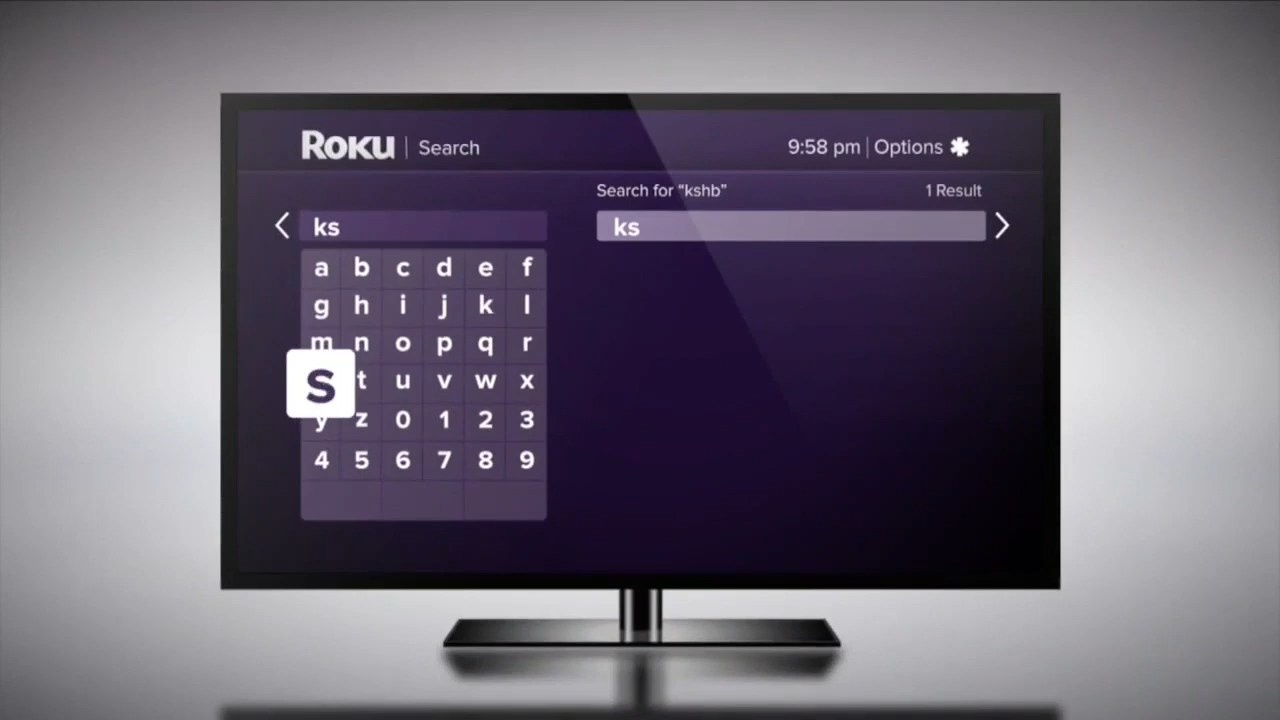 Roku | Search
9:58 pm | Options ✱
Search for “kshb”
1 Result
ks
ks
a b c d e f
g h i j k l
m n o p q r
s t u v w x
y z 0 1 2 3
4 5 6 7 8 9